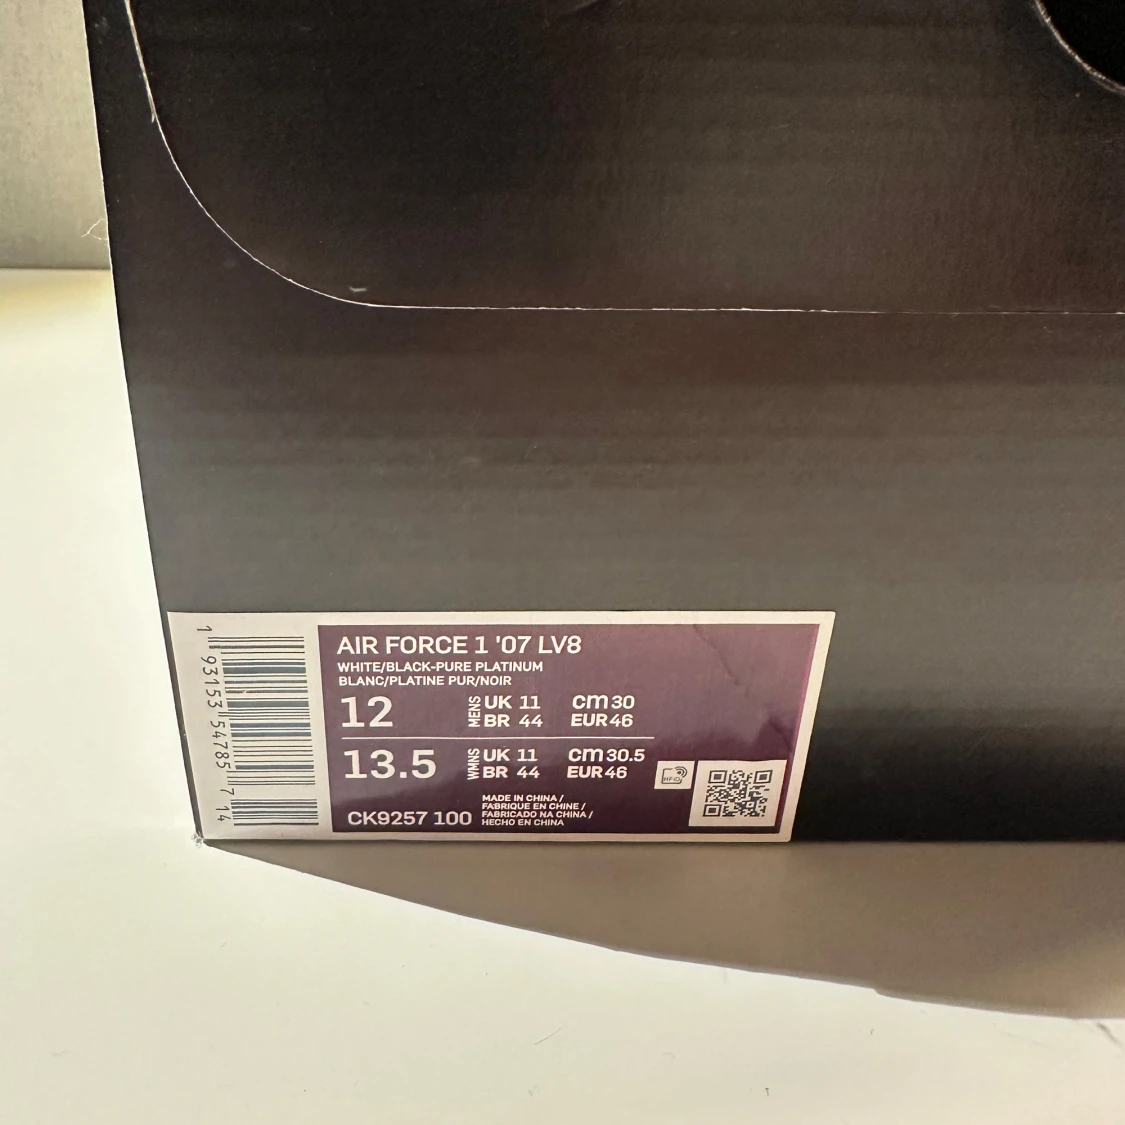 AIR FORCE 1 '07 LV8
WHITE/BLACK-PURE PLATINUM
BLANC/PLATINE PUR/NOIR
12 MENS UK 11 cm 30
BR 44 EUR 46
13.5 WMNS UK 11 cm 30.5
BR 44 EUR 46
CK9257 100
MADE IN CHINA /
FABRIQUE EN CHINE /
FABRICADO NA CHINA /
HECHO EN CHINA
RFID
1 93153 54785 7 14